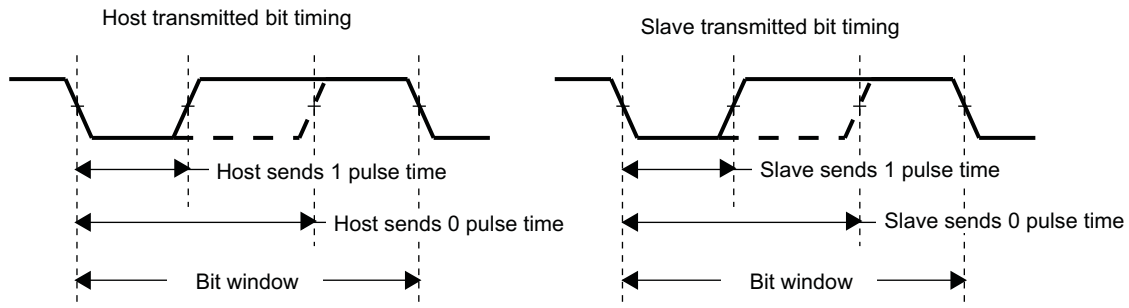 Host transmitted bit timing
Host sends 1 pulse time
Host sends 0 pulse time
Bit window
Slave transmitted bit timing
Slave sends 1 pulse time
Slave sends 0 pulse time
Bit window